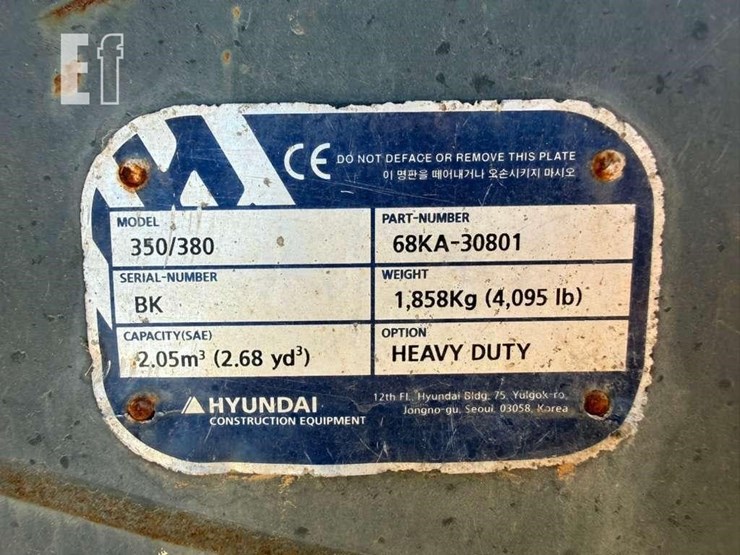 Ef
CE DO NOT DEFACE OR REMOVE THIS PLATE
이 명판을 떼어내거나 오손시키지 마시오
MODEL
350/380
PART-NUMBER
68KA-30801
SERIAL-NUMBER
BK
WEIGHT
1,858Kg (4,095 lb)
CAPACITY(SAE)
2.05m³ (2.68 yd³)
OPTION
HEAVY DUTY
HYUNDAI
CONSTRUCTION EQUIPMENT
12th Fl., Hyundai Bldg. 75, Yulgok-ro,
Jongno-gu, Seoul, 03058, Korea